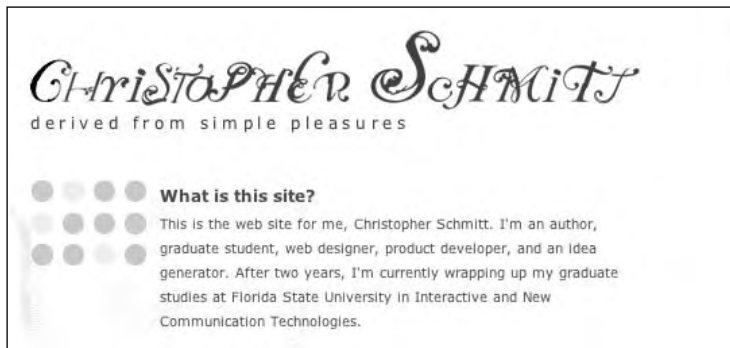 CHriSTOPHER ScHMiTT
derived from simple pleasures
What is this site?
This is the web site for me, Christopher Schmitt. I'm an author,
graduate student, web designer, product developer, and an idea
generator. After two years, I'm currently wrapping up my graduate
studies at Florida State University in Interactive and New
Communication Technologies.